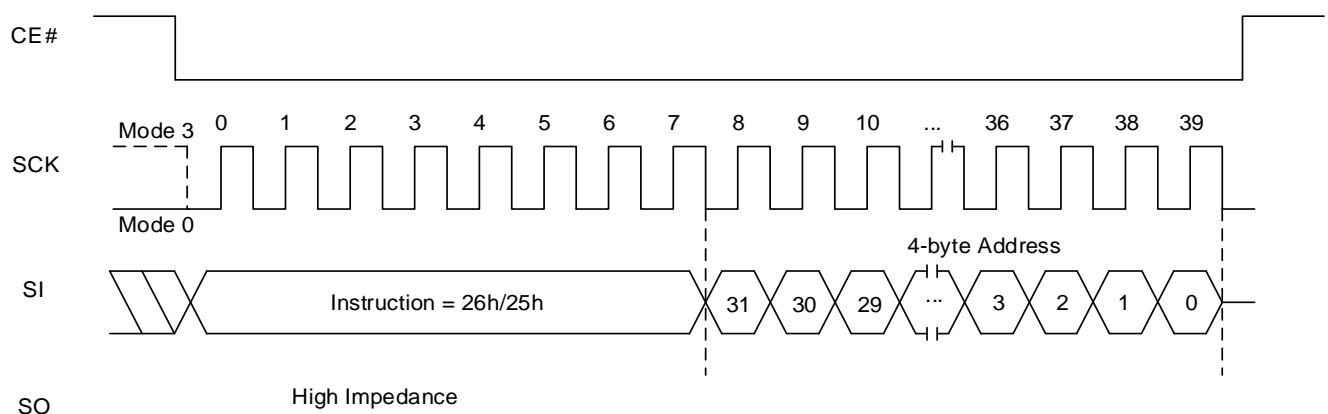 CE#
Mode 3 0 1 2 3 4 5 6 7 8 9 10 ... 36 37 38 39
SCK
Mode 0
4-byte Address
SI Instruction = 26h/25h 31 30 29 ... 3 2 1 0
High Impedance
SO